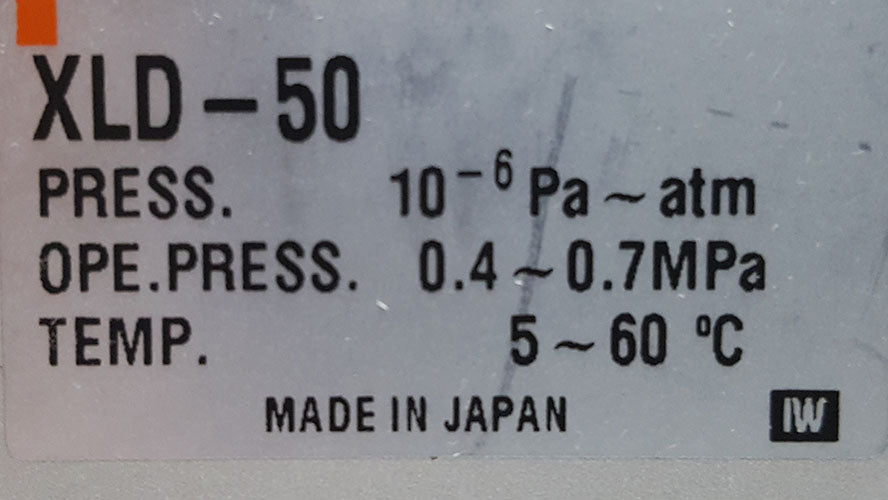 XLD-50
PRESS. 10⁻⁶ Pa~atm
OPE.PRESS. 0.4~0.7MPa
TEMP. 5~60 ℃
MADE IN JAPAN IW